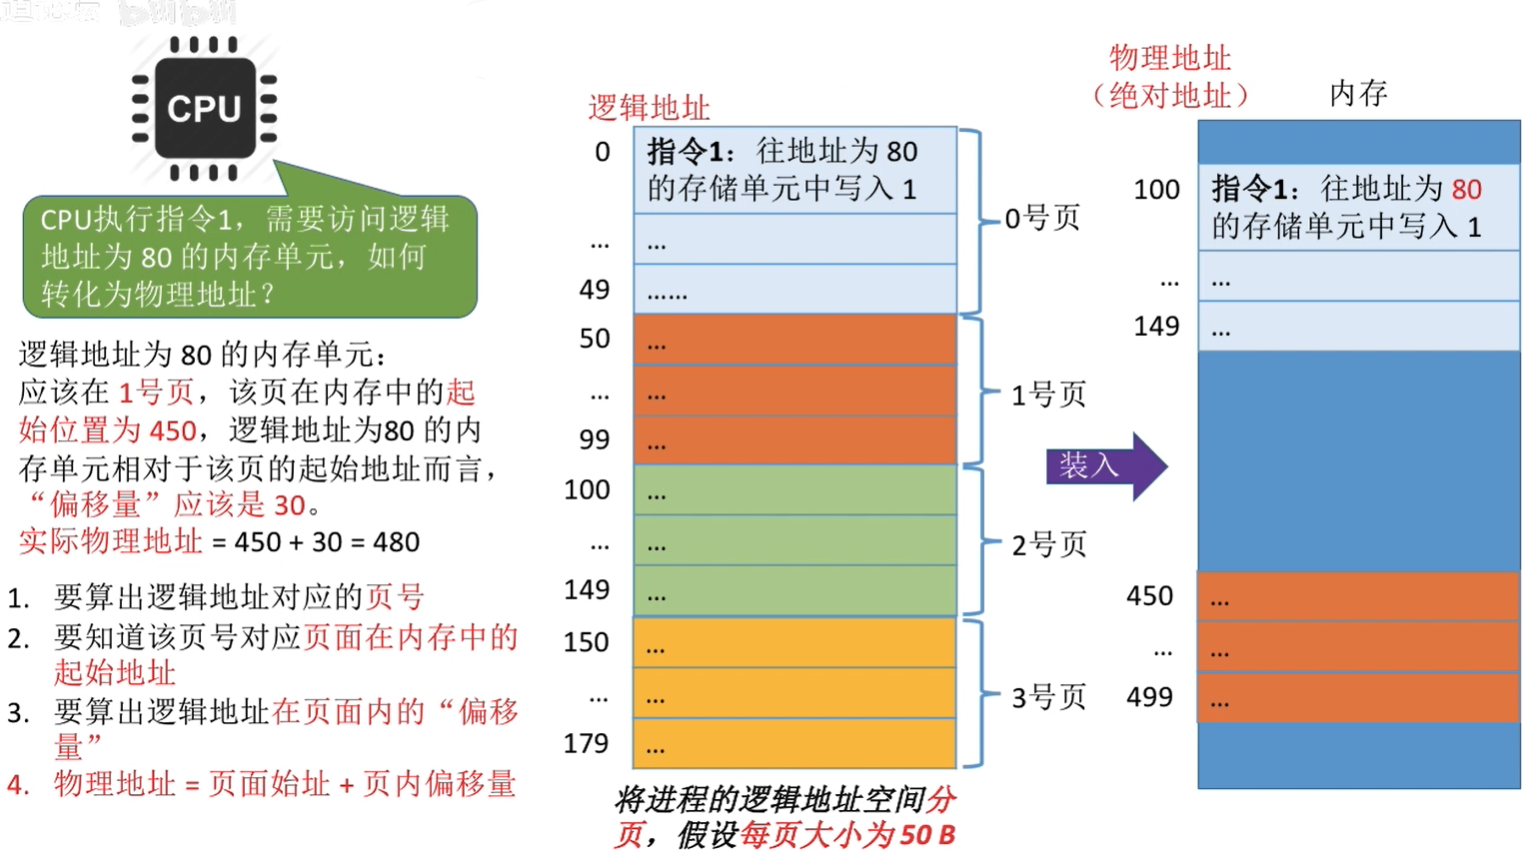 CPU
CPU执行指令1，需要访问逻辑
地址为 80 的内存单元，如何
转化为物理地址？
逻辑地址为 80 的内存单元：
应该在 1号页，该页在内存中的起
始位置为 450，逻辑地址为80 的内
存单元相对于该页的起始地址而言，
“偏移量”应该是 30。
实际物理地址 = 450 + 30 = 480
1. 要算出逻辑地址对应的页号
2. 要知道该页号对应页面在内存中的
起始地址
3. 要算出逻辑地址在页面内的“偏移
量”
4. 物理地址 = 页面始址 + 页内偏移量
逻辑地址
0 指令1：往地址为 80
的存储单元中写入 1
... ...
49 ......
0号页
50 ...
... ...
99 ...
1号页
100 ...
... ...
149 ...
2号页
150 ...
... ...
179 ...
3号页
将进程的逻辑地址空间分
页，假设每页大小为 50 B
装入
物理地址
（绝对地址）
内存
100 指令1：往地址为 80
的存储单元中写入 1
... ...
149 ...
450 ...
... ...
499 ...